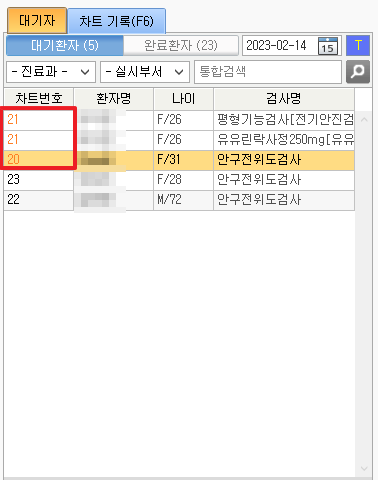 대기자 차트 기록(F6)
대기환자 (5) 완료환자 (23) 2023-02-14 15 T
- 진료과 - - 실시부서 - 통합검색
차트번호 환자명 나이 검사명
21 F/26 평형기능검사[전기안진검
21 F/26 유유린락사정250mg[유유
20 F/31 안구전위도검사
23 F/28 안구전위도검사
22 M/72 안구전위도검사